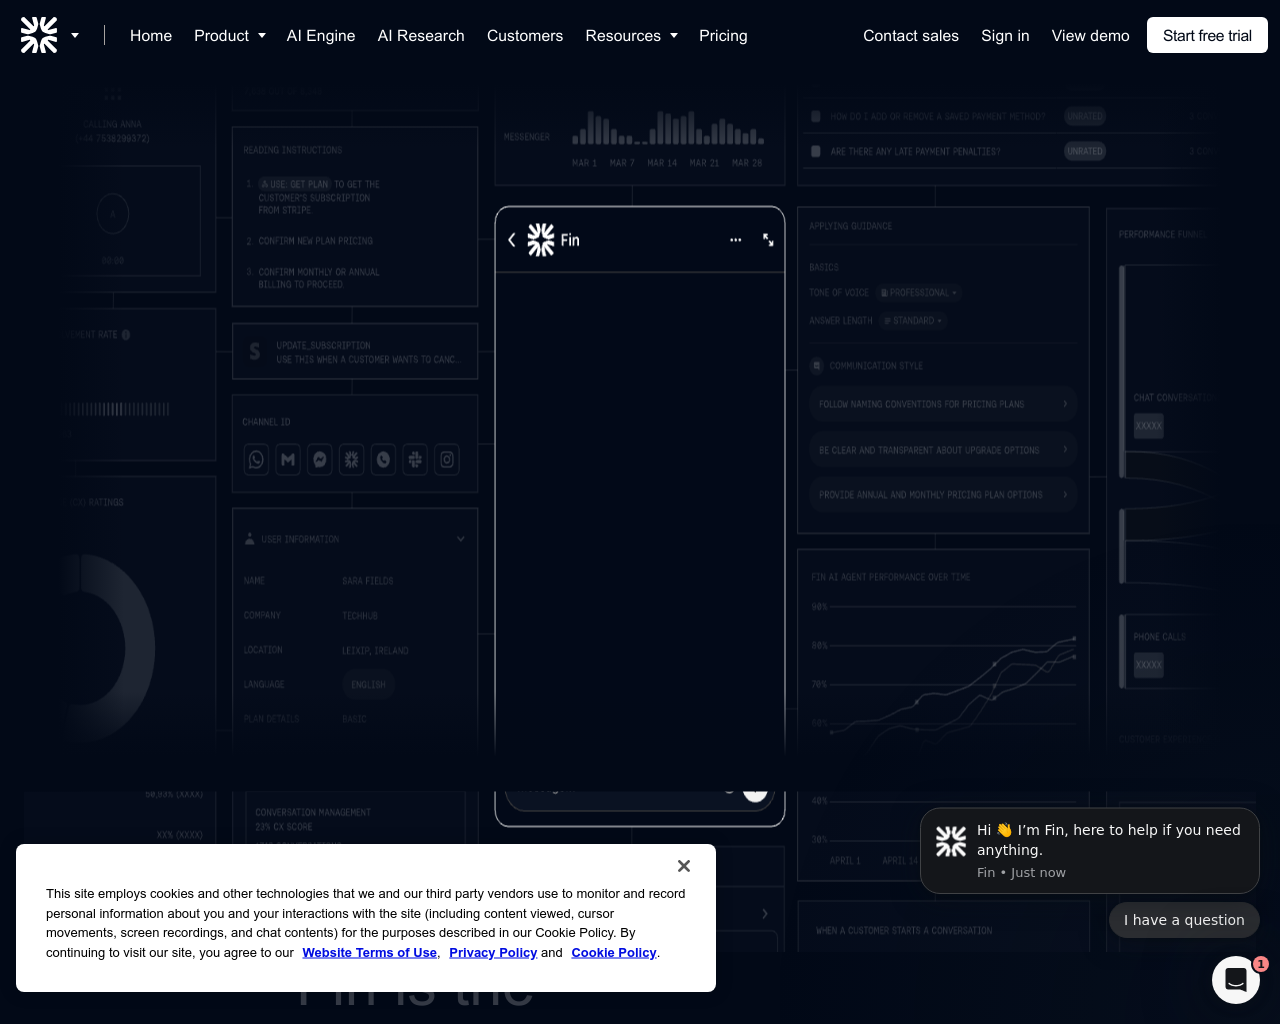 Home
Product
AI Engine
AI Research
Customers
Resources
Pricing
Contact sales
Sign in
View demo
Start free trial
CALLING ANNA
READING INSTRUCTIONS
1 USE: GET PLAN TO GET THE
CUSTOMER'S SUBSCRIPTION
FROM STRIPE
2. CONFIRM NEW PLAN PRICING
3. CONFIRM MONTHLY OR ANNUAL
BILLING TO PROCEED
MESSENGER
MAR 1 MAR 7 MAR 14 MAR 21 MAR 28
HOW DO I ADD OR REMOVE A SAVED PAYMENT METHOD? UNRATED
ARE THERE ANY LATE PAYMENT PENALTIES? UNRATED
00:00
Fin
APPLYING GUIDANCE
BASICS
TONE OF VOICE PROFESSIONAL
ANSWER LENGTH STANDARD
COMMUNICATION STYLE
FOLLOW NAMING CONVENTIONS FOR PRICING PLANS
BE CLEAR AND TRANSPARENT ABOUT UPGRADE OPTIONS
PROVIDE ANNUAL AND MONTHLY PRICING PLAN OPTIONS
PERFORMANCE FUNNEL
CHAT CONVERSATIO
XXXXX
PHONE CALLS
XXXXX
RATE
S
UPDATE_SUBSCRIPTION
USE THIS WHEN A CUSTOMER WANTS TO CANC...
CHANNEL ID
RATINGS
USER INFORMATION
NAME SARA FIELDS
COMPANY TECHHUB
LOCATION LEIXIP, IRELAND
LANGUAGE ENGLISH
PLAN DETAILS BASIC
FIN AI AGENT PERFORMANCE OVER TIME
90%
80%
70%
60%
40%
30%
APRIL 1 APRIL 14
XX% (XXXX)
CONVERSATION MANAGEMENT
23% CX SCORE
WHEN A CUSTOMER STARTS A CONVERSATION
Hi 👋 I’m Fin, here to help if you need
anything.
Fin • Just now
I have a question
1
This site employs cookies and other technologies that we and our third party vendors use to monitor and record
personal information about you and your interactions with the site (including content viewed, cursor
movements, screen recordings, and chat contents) for the purposes described in our Cookie Policy. By
continuing to visit our site, you agree to our Website Terms of Use, Privacy Policy and Cookie Policy.
Fin is the